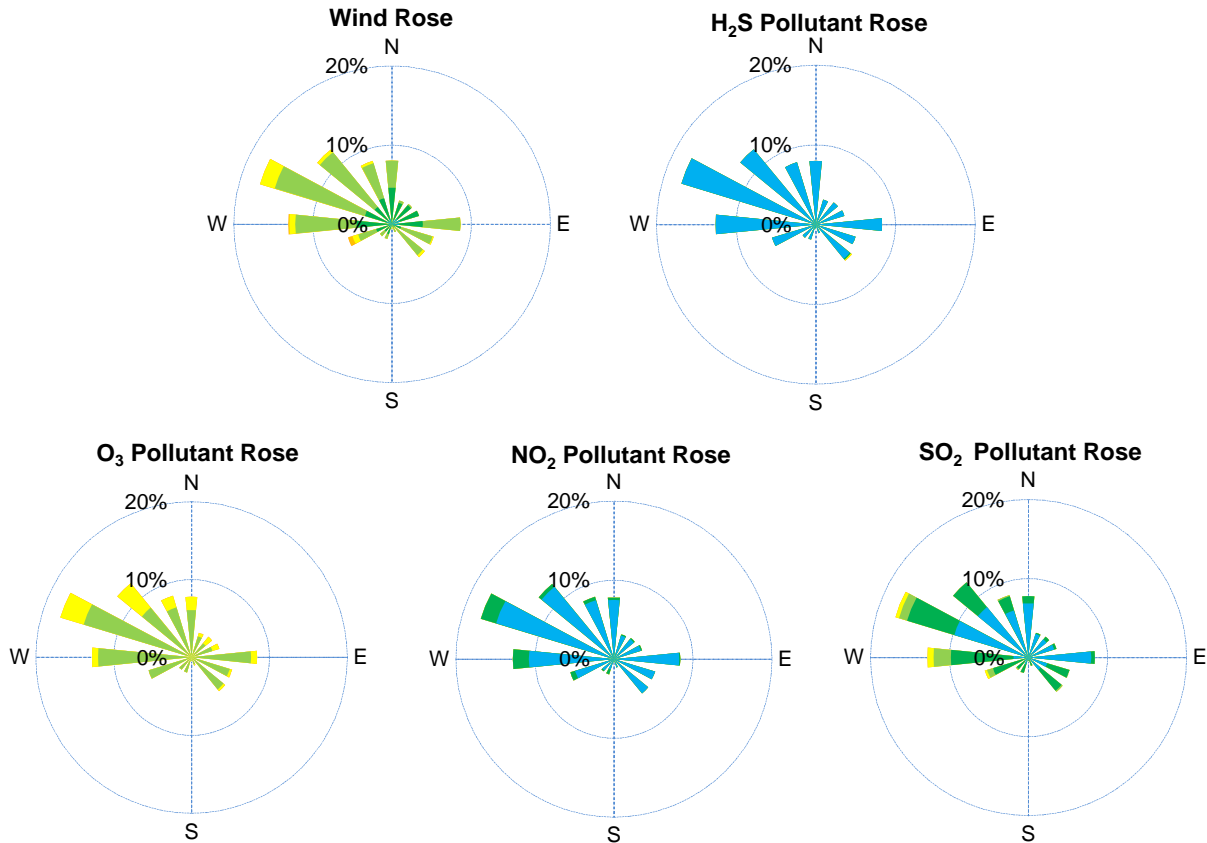 Wind Rose
N
20%
10%
0%
W
E
S
H₂S Pollutant Rose
N
20%
10%
0%
W
E
S
O₃ Pollutant Rose
N
20%
10%
0%
W
E
S
NO₂ Pollutant Rose
N
20%
10%
0%
W
E
S
SO₂ Pollutant Rose
N
20%
10%
0%
W
E
S